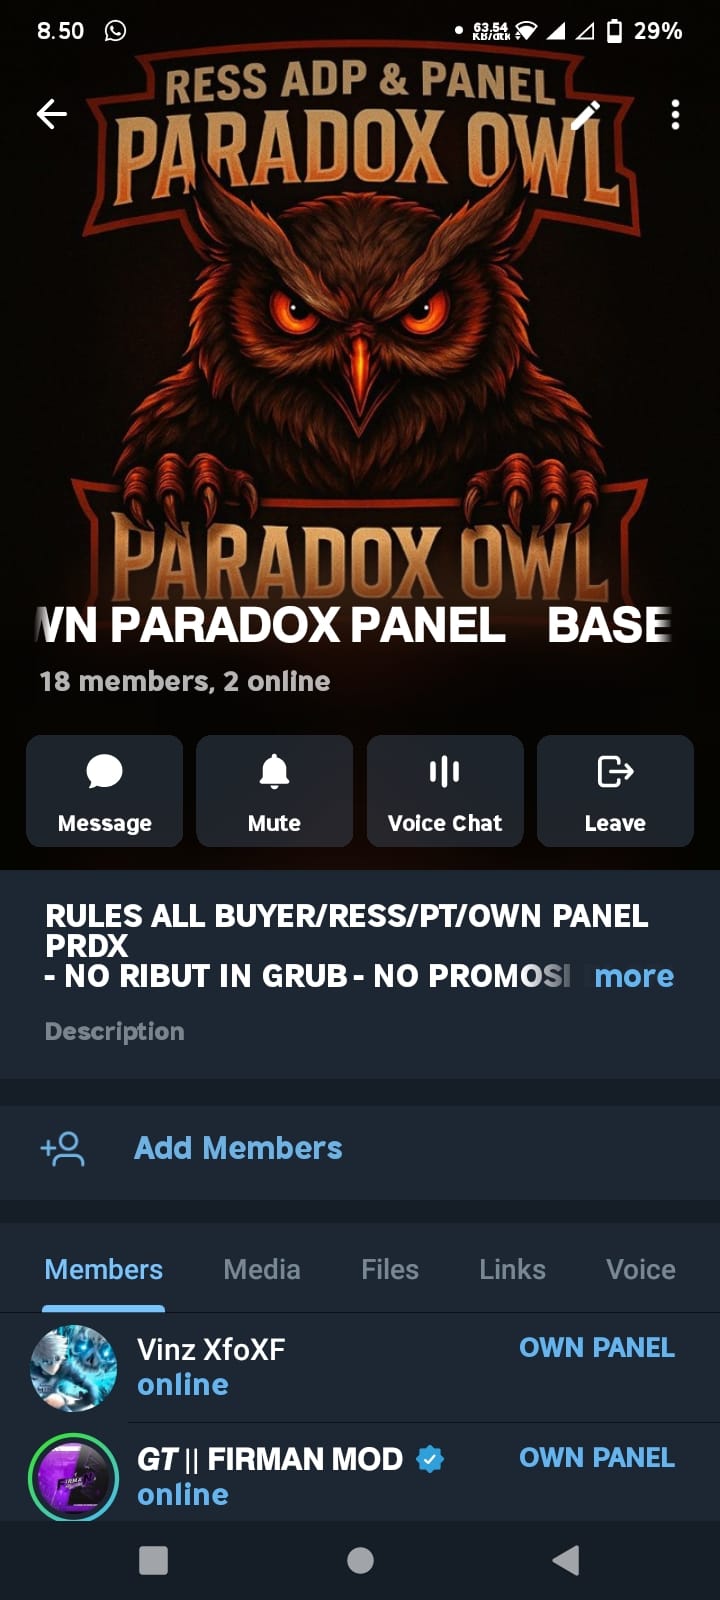 8.50 63.54 29%
KB/dtk
RESS ADP & PANEL
PARADOX OWL
PARADOX OWL
WN PARADOX PANEL BASE
18 members, 2 online
Message Mute Voice Chat Leave
RULES ALL BUYER/RESS/PT/OWN PANEL
PRDX
- NO RIBUT IN GRUB - NO PROMOSI more
Description
Add Members
Members Media Files Links Voice
Vinz XfoXF OWN PANEL
online
GT || FIRMAN MOD OWN PANEL
online